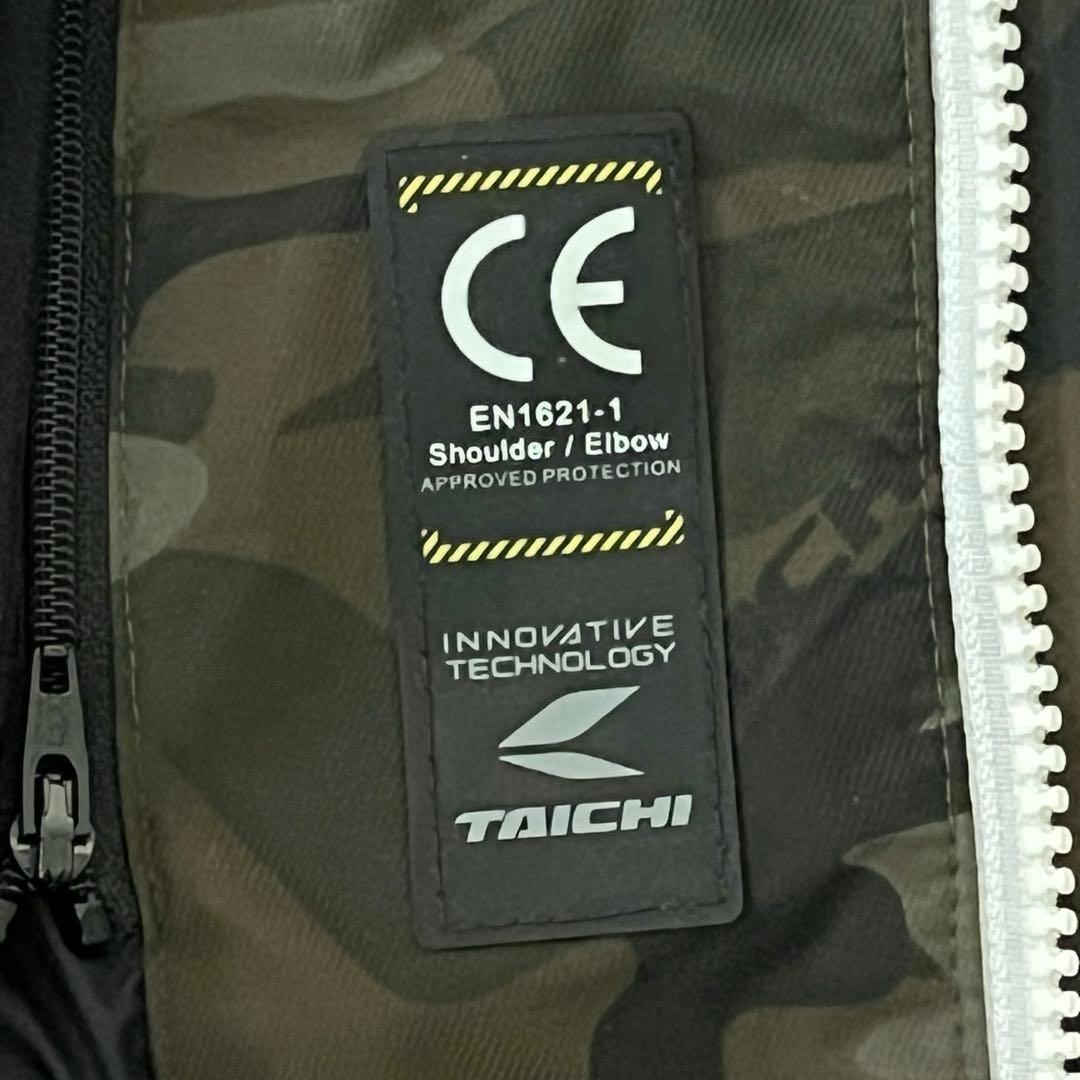 CE
EN1621-1
Shoulder / Elbow
APPROVED PROTECTION
INNOVATIVE
TECHNOLOGY
TAICHI